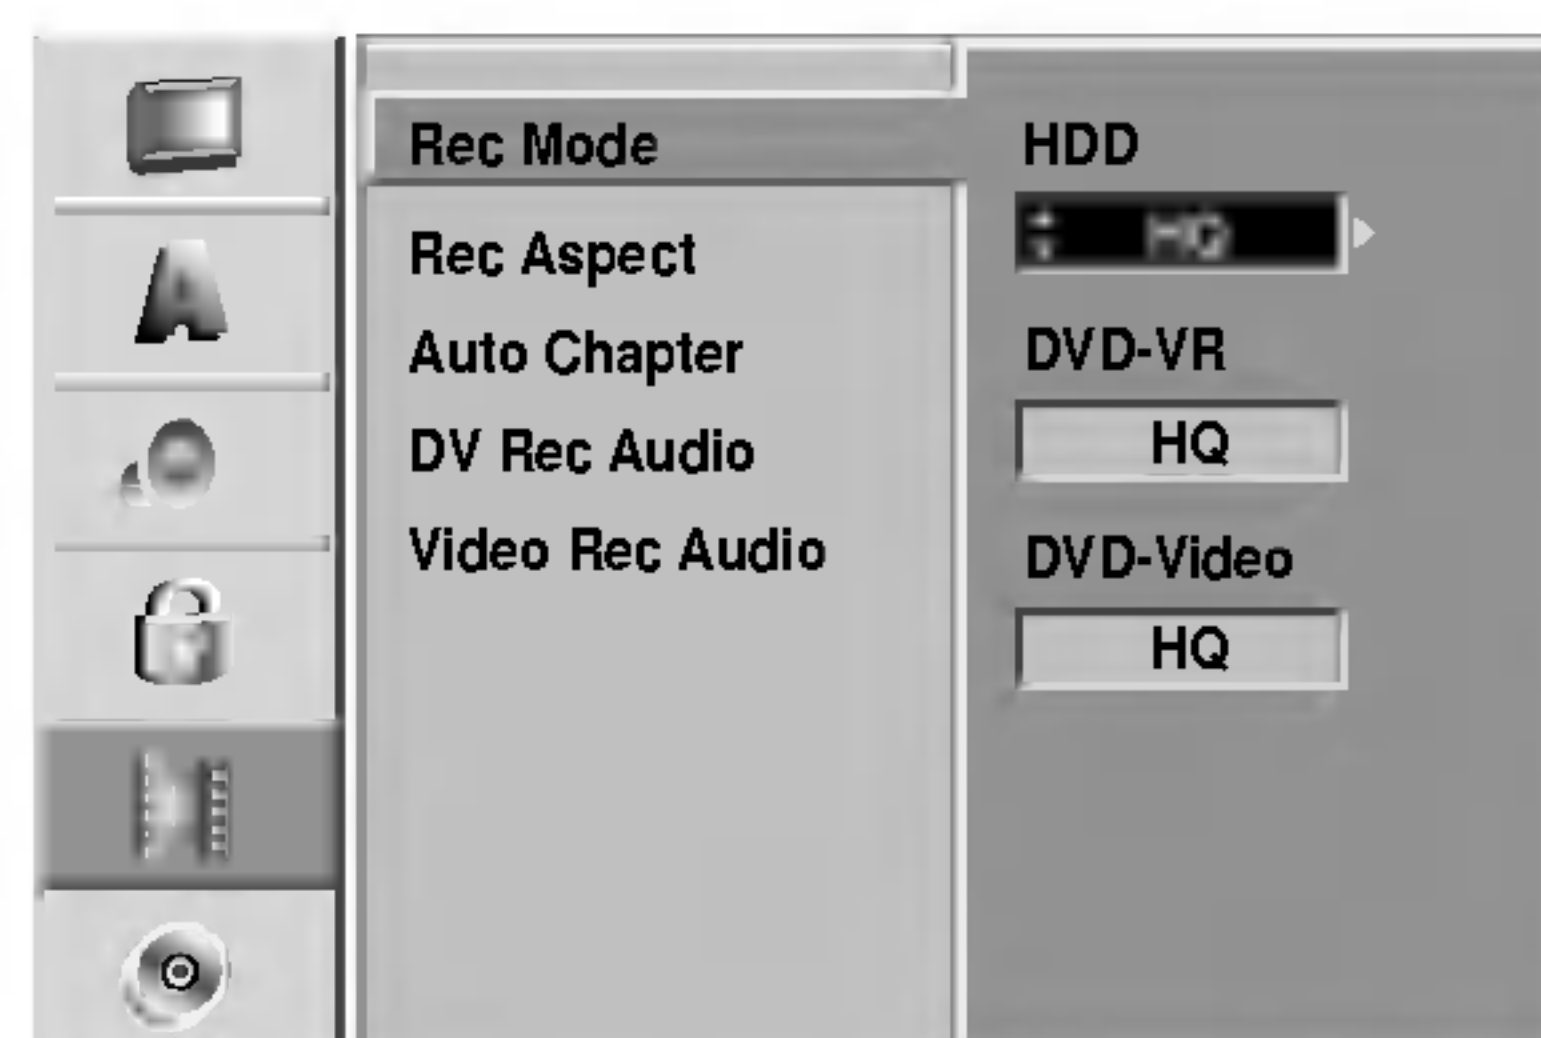 Rec Mode
Rec Aspect
Auto Chapter
DV Rec Audio
Video Rec Audio
HDD
HQ
DVD-VR
HQ
DVD-Video
HQ